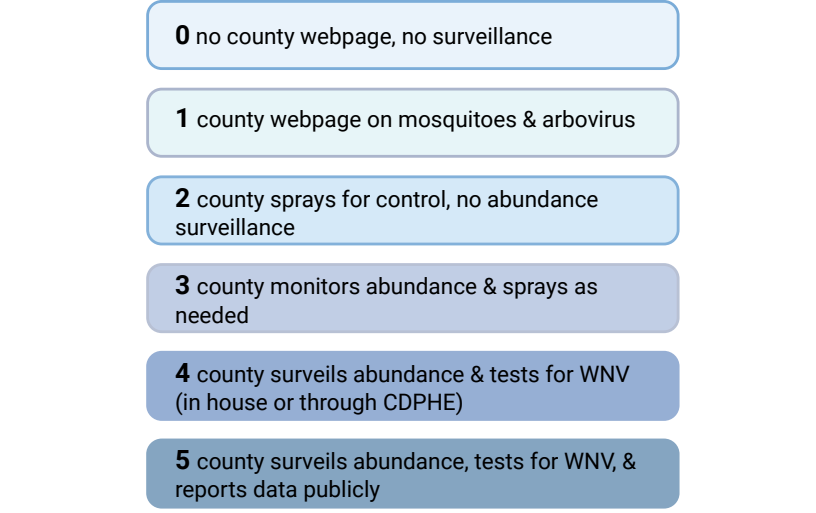 0 no county webpage, no surveillance
1 county webpage on mosquitoes & arbovirus
2 county sprays for control, no abundance
surveillance
3 county monitors abundance & sprays as
needed
4 county surveils abundance & tests for WNV
(in house or through CDPHE)
5 county surveils abundance, tests for WNV, &
reports data publicly